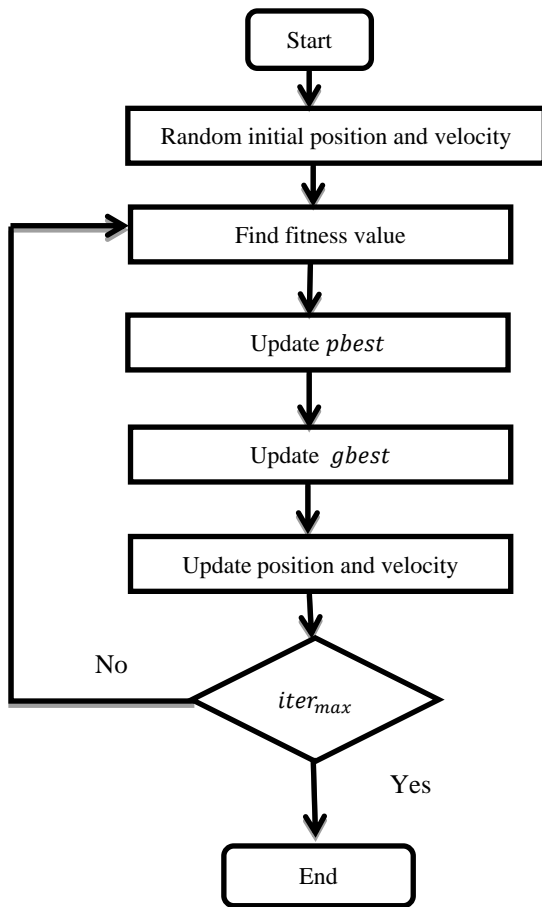 Start
Random initial position and velocity
Find fitness value
Update pbest
Update gbest
Update position and velocity
No
iter_max
Yes
End